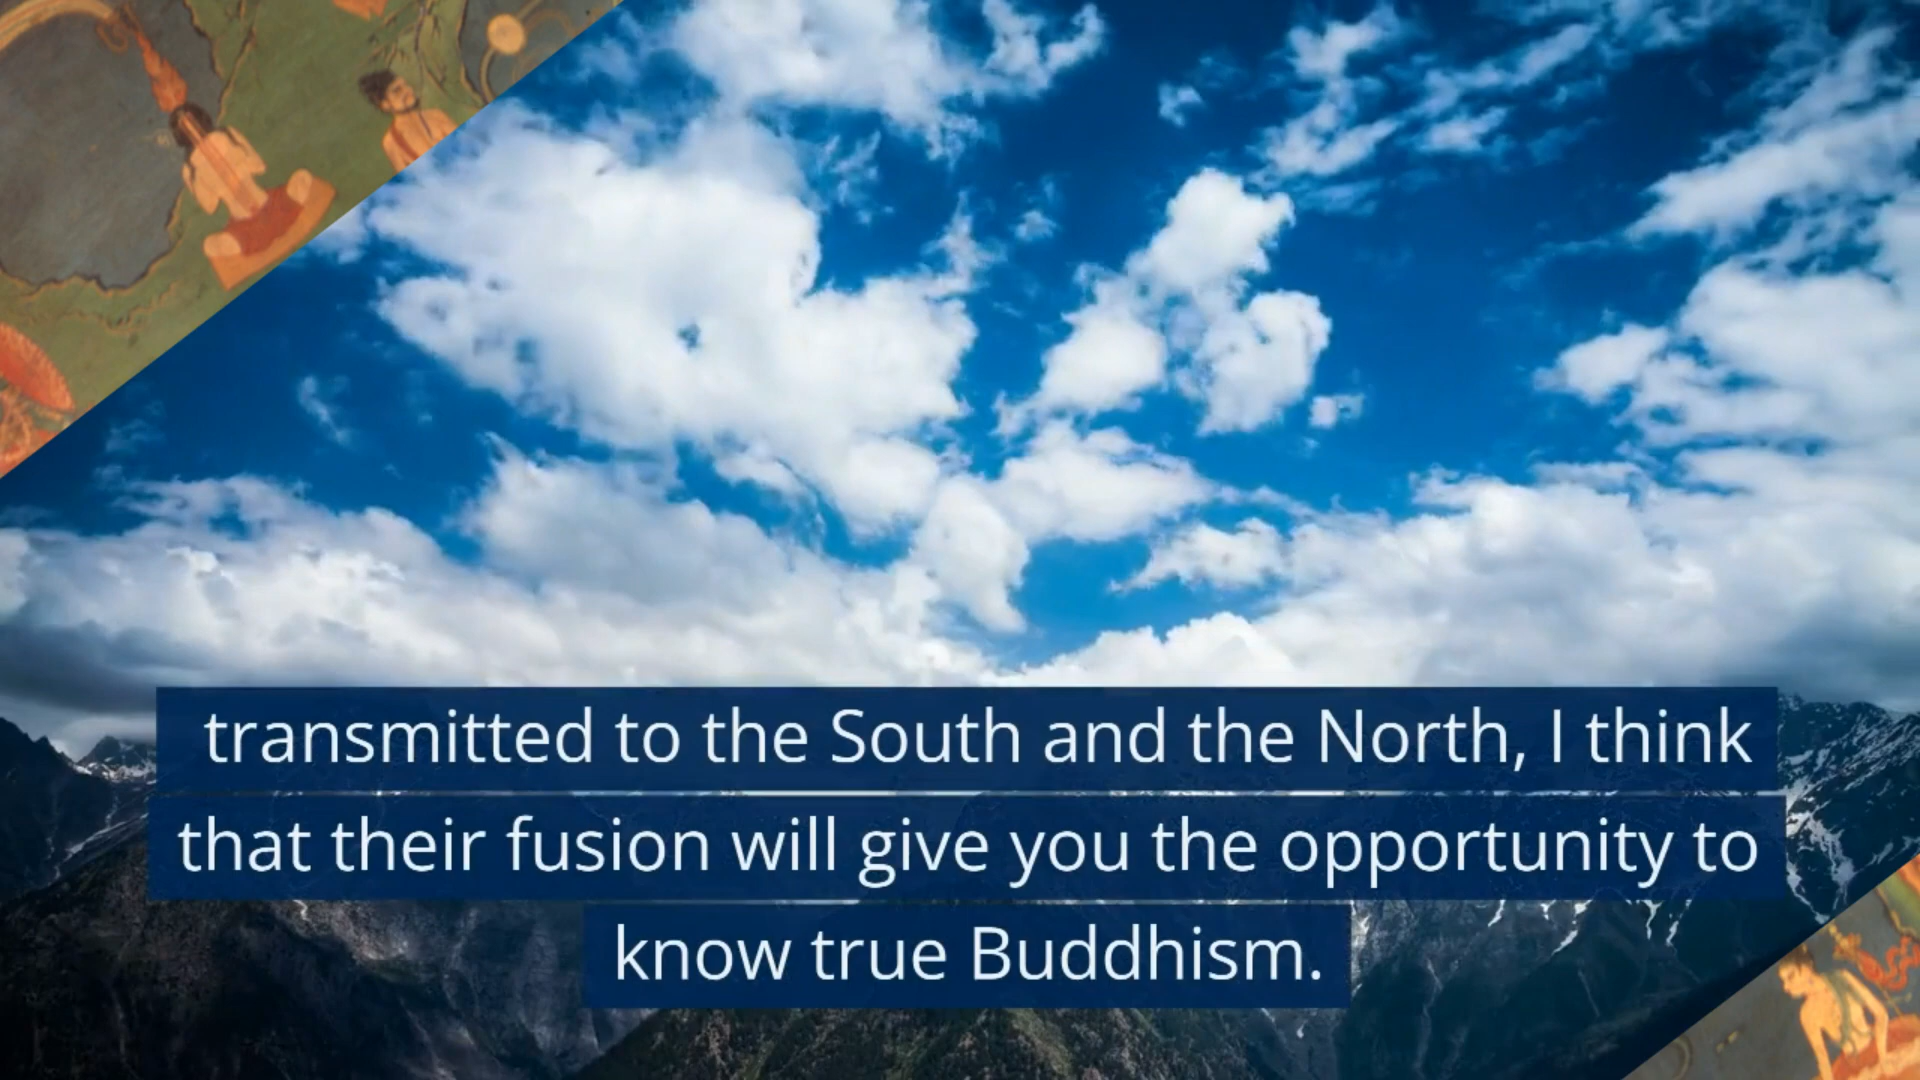 transmitted to the South and the North, I think
that their fusion will give you the opportunity to
know true Buddhism.